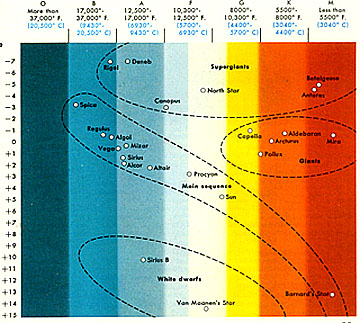 O B A F G K M
More than 17,000°- 12,500°- 10,300°- 8000°- 5500°- Less than
37,000° F. 37,000° F. 17,000° F. 12,500° F. 10,300° F. 8000° F. 5500° F.
(20,500° C) (9430°- (6930°- (5700°- (4400°- (3040°- (3040° C)
20,500° C) 9430° C) 6930° C) 5700° C) 4400° C)
-7 Rigel Deneb Supergiants
-6 Betelgeuse
-5 North Star Antares
-4 Canopus
-3 Spica
-1 Regulus Capella Aldebaran
0 Algol Arcturus Mira
+1 Vega Mizar Pollux
+2 Sirius Giants
+3 Alcor Altair Procyon
+4 Main sequence
+5 Sun
+6
+7
+8
+9
+10 Sirius B
+11
+12 White dwarfs
+13 Barnard's Star
+14 Van Maanen's Star
+15